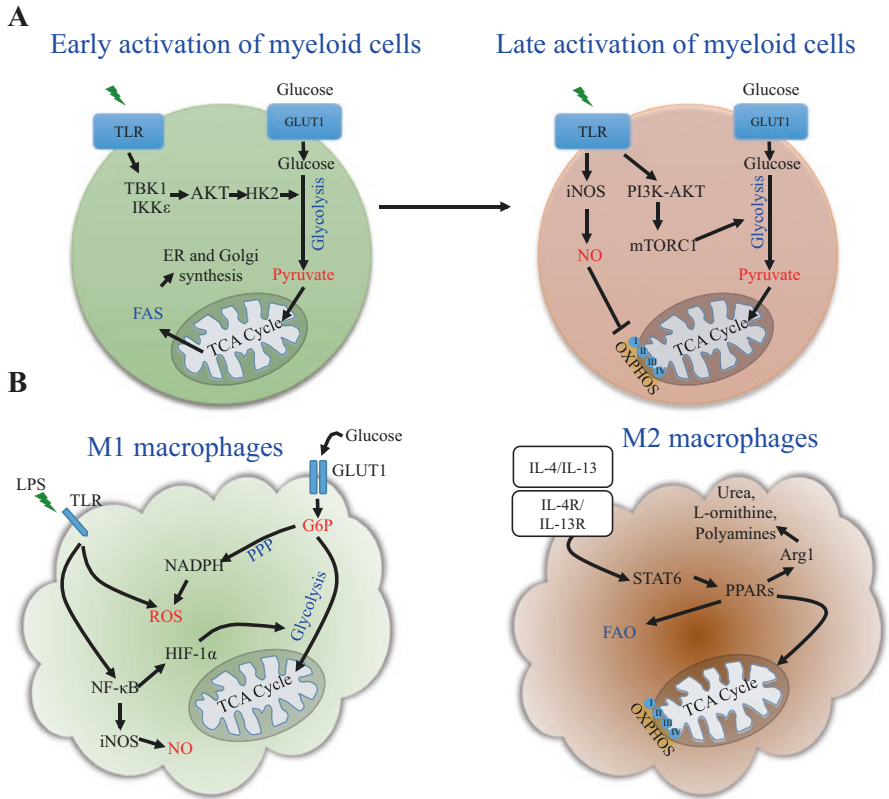 A
Early activation of myeloid cells
Glucose
TLR
GLUT1
Glucose
TBK1
IKKε
AKT
HK2
Glycolysis
ER and Golgi
synthesis
Pyruvate
FAS
TCA Cycle
Late activation of myeloid cells
Glucose
TLR
GLUT1
Glucose
iNOS
PI3K-AKT
Glycolysis
NO
mTORC1
Pyruvate
TCA Cycle
I
II
III
IV
OXPHOS
B
M1 macrophages
Glucose
LPS
TLR
GLUT1
G6P
NADPH
PPP
ROS
Glycolysis
HIF-1α
NF-κB
TCA Cycle
iNOS
NO
M2 macrophages
IL-4/IL-13
IL-4R/
IL-13R
Urea,
L-ornithine,
Polyamines
Arg1
STAT6
PPARs
FAO
TCA Cycle
I
II
III
IV
OXPHOS